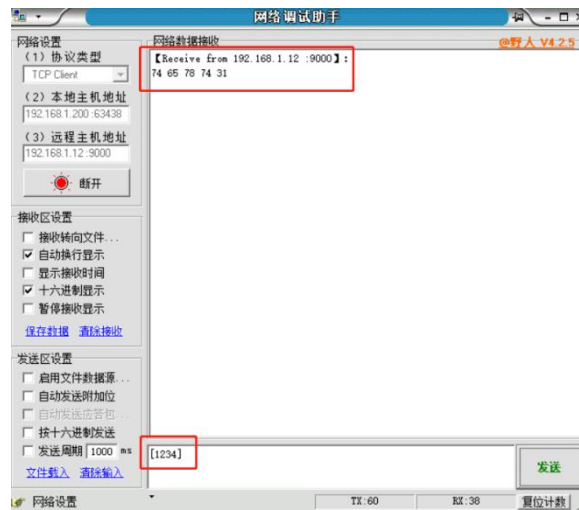 网络调试助手
网络设置
(1) 协议类型
TCP Client
(2) 本地主机地址
192.168.1.200 :63438
(3) 远程主机地址
192.168.1.12 :9000
断开
接收区设置
接收转向文件...
自动换行显示
显示接收时间
十六进制显示
暂停接收显示
保存数据 清除接收
发送区设置
启用文件数据源...
自动发送附加位
自动发送应答包...
按十六进制发送
发送周期 1000 ms
文件载入 清除输入
网络数据接收
@野人 V4.2.5
【Receive from 192.168.1.12 :9000】:
74 65 78 74 31
[1234]
发送
网络设置
TX:60
RX:38
复位计数